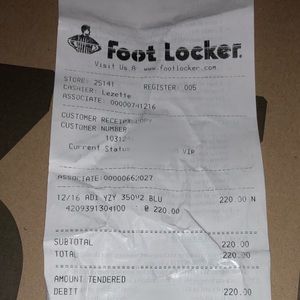 Foot Locker
Visit Us A www.footlocker.com
STORE: 25141 REGISTER: 005
CASHIER: Lezette
ASSOCIATE: 00000741216
CUSTOMER RECEIPT COPY
CUSTOMER NUMBER
10312
Current Status VIP
ASSOCIATE:00000662027
12/16 ADI YZY 350V2 BLU 220.00 N
4209391304100 @ 220.00
SUBTOTAL 220.00
TOTAL 220.00
AMOUNT TENDERED
DEBIT 220.00